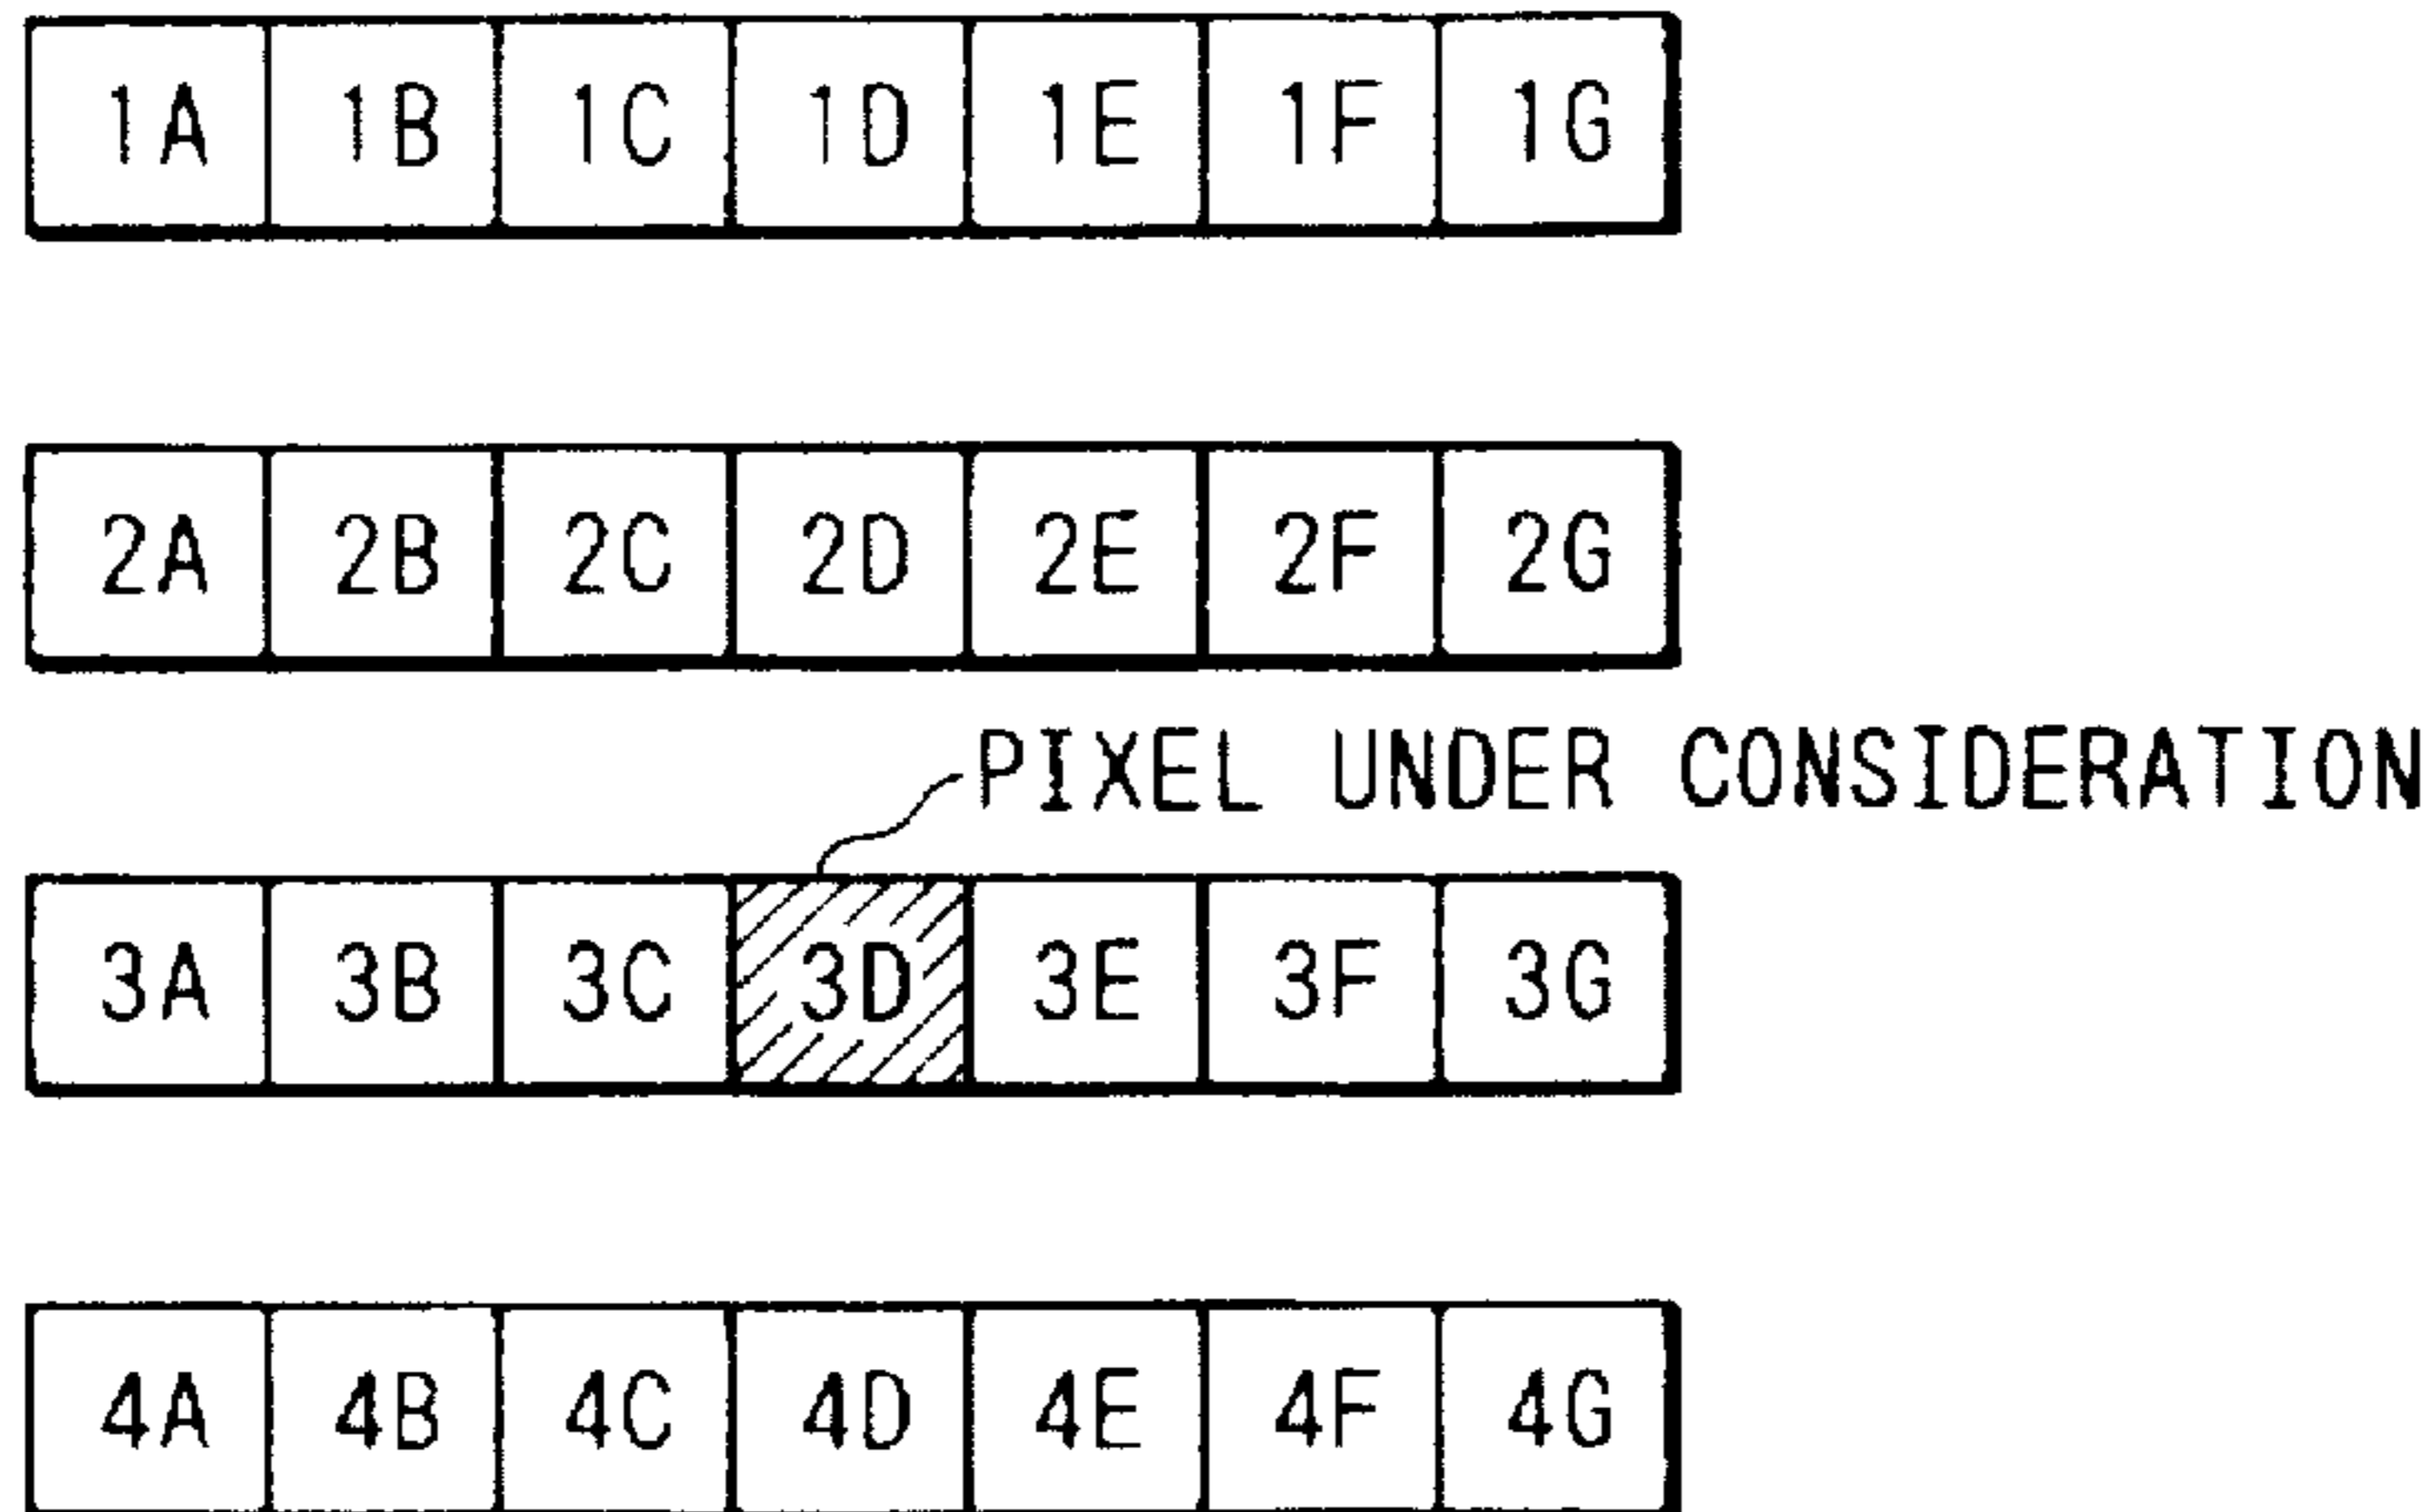 1A 1B 1C 1D 1E 1F 1G
2A 2B 2C 2D 2E 2F 2G
PIXEL UNDER CONSIDERATION
3A 3B 3C 3D 3E 3F 3G
4A 4B 4C 4D 4E 4F 4G